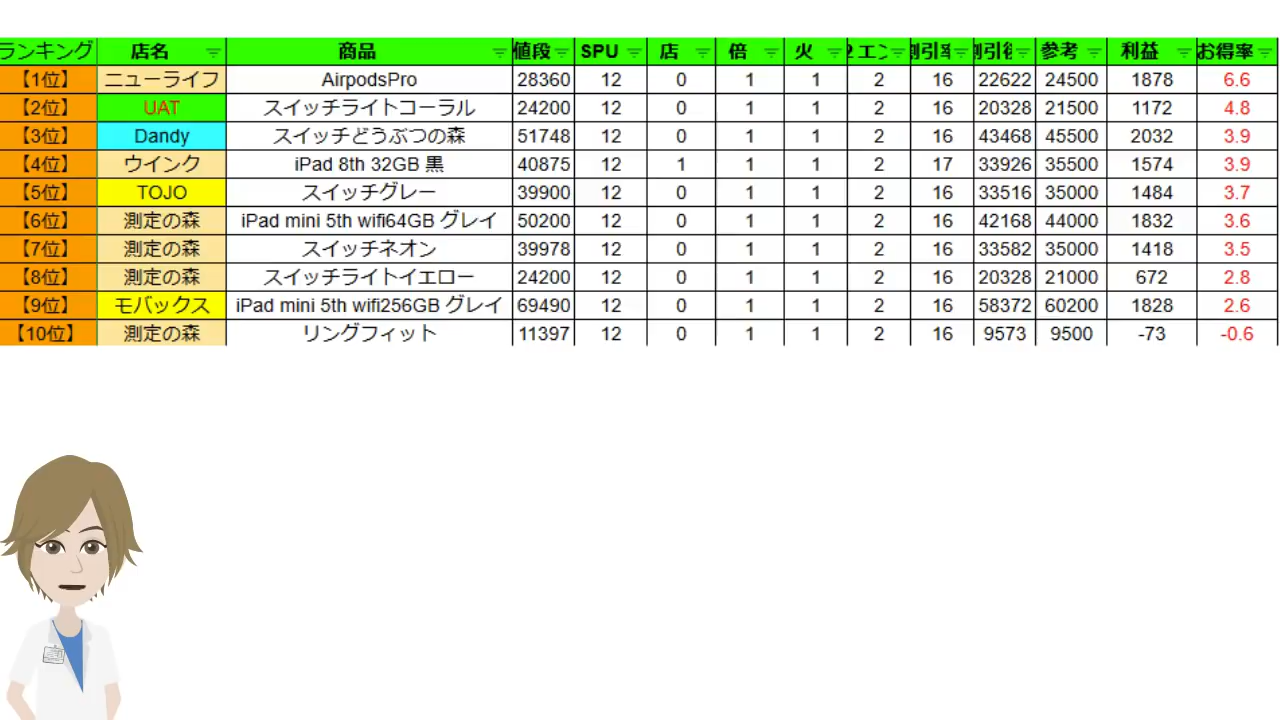 ランキング 店名 商品 値段 SPU 店 倍 火 エン 割引率 割引後 参考 利益 お得率
【1位】 ニューライフ AirpodsPro 28360 12 0 1 1 2 16 22622 24500 1878 6.6
【2位】 UAT スイッチライトコーラル 24200 12 0 1 1 2 16 20328 21500 1172 4.8
【3位】 Dandy スイッチどうぶつの森 51748 12 0 1 1 2 16 43468 45500 2032 3.9
【4位】 ウインク iPad 8th 32GB 黒 40875 12 1 1 1 2 17 33926 35500 1574 3.9
【5位】 TOJO スイッチグレー 39900 12 0 1 1 2 16 33516 35000 1484 3.7
【6位】 測定の森 iPad mini 5th wifi64GB グレイ 50200 12 0 1 1 2 16 42168 44000 1832 3.6
【7位】 測定の森 スイッチネオン 39978 12 0 1 1 2 16 33582 35000 1418 3.5
【8位】 測定の森 スイッチライトイエロー 24200 12 0 1 1 2 16 20328 21000 672 2.8
【9位】 モバックス iPad mini 5th wifi256GB グレイ 69490 12 0 1 1 2 16 58372 60200 1828 2.6
【10位】 測定の森 リングフィット 11397 12 0 1 1 2 16 9573 9500 -73 -0.6